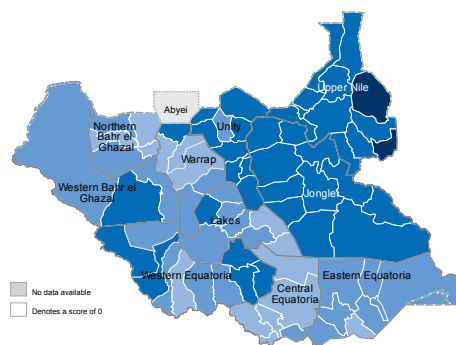 Upper Nile
Abyei
Northern
Bahr el
Ghazal
Unity
Warrap
Western Bahr el
Ghazal
Jonglei
Lakes
Western Equatoria
Eastern Equatoria
Central
Equatoria
No data available
Denotes a score of 0